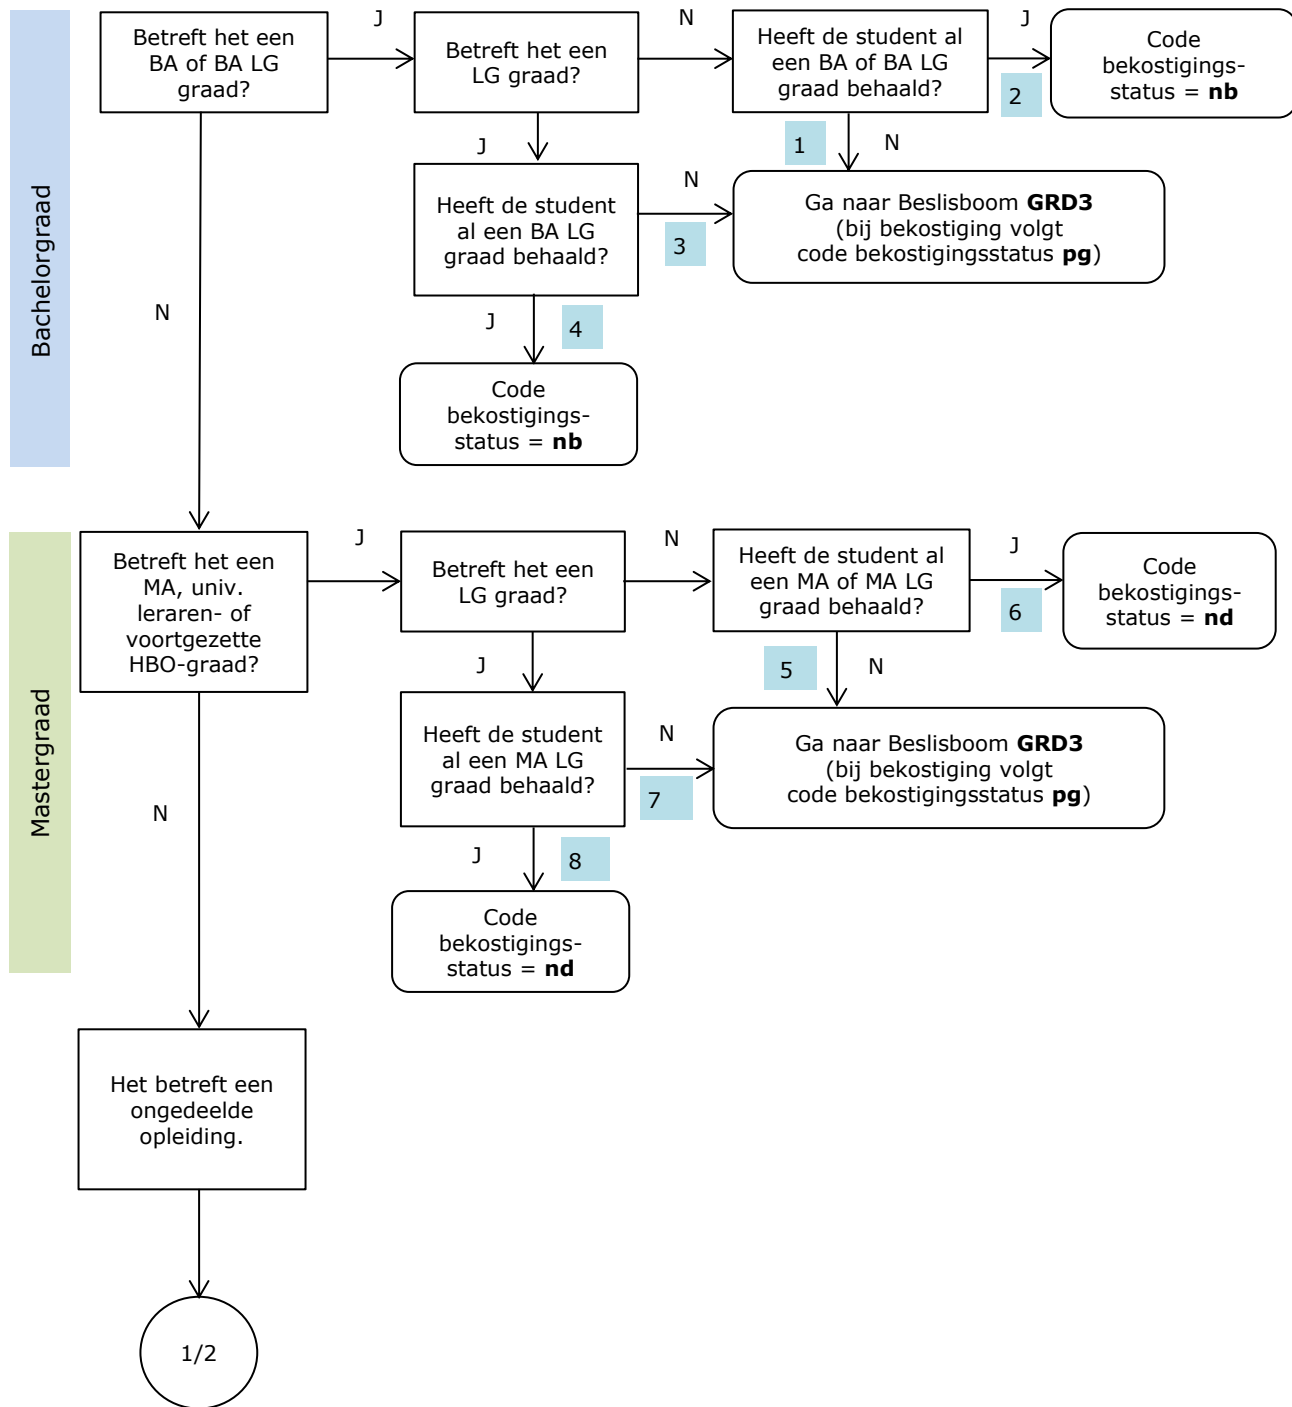 Bachelorgraad
Betreft het een
BA of BA LG
graad?
J
Betreft het een
LG graad?
N
Heeft de student al
een BA of BA LG
graad behaald?
J
2
Code
bekostigings-
status = nb
1
N
J
Heeft de student
al een BA LG
graad behaald?
N
3
Ga naar Beslisboom GRD3
(bij bekostiging volgt
code bekostigingsstatus pg)
N
J
4
Code
bekostigings-
status = nb
Mastergraad
Betreft het een
MA, univ.
leraren- of
voortgezette
HBO-graad?
J
Betreft het een
LG graad?
N
Heeft de student al
een MA of MA LG
graad behaald?
J
6
Code
bekostigings-
status = nd
5
N
J
Heeft de student
al een MA LG
graad behaald?
N
7
Ga naar Beslisboom GRD3
(bij bekostiging volgt
code bekostigingsstatus pg)
N
J
8
Code
bekostigings-
status = nd
Het betreft een
ongedeelde
opleiding.
1/2